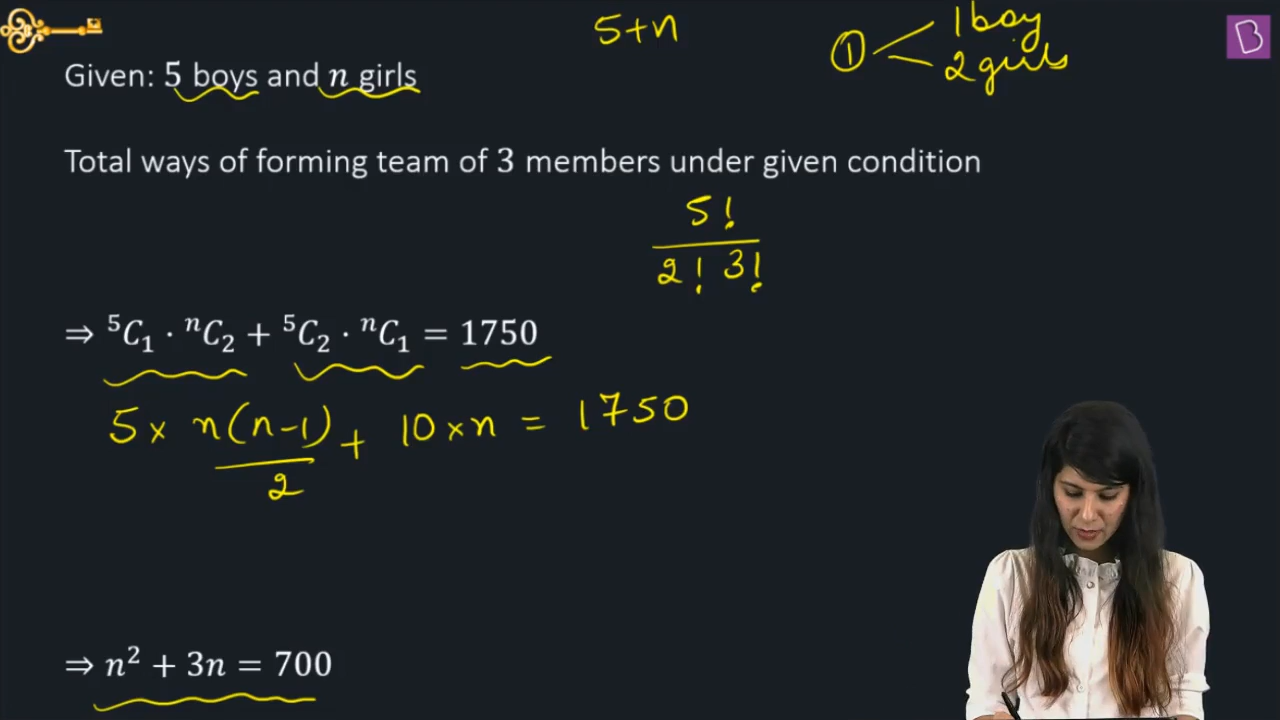 5+n
① < 1 boy
2 girls
Given: 5 boys and n girls
Total ways of forming team of 3 members under given condition
5!
2! 3!
⇒ ⁵C₁ · ⁿC₂ + ⁵C₂ · ⁿC₁ = 1750
5 × n(n-1)/2 + 10 × n = 1750
⇒ n² + 3n = 700
B